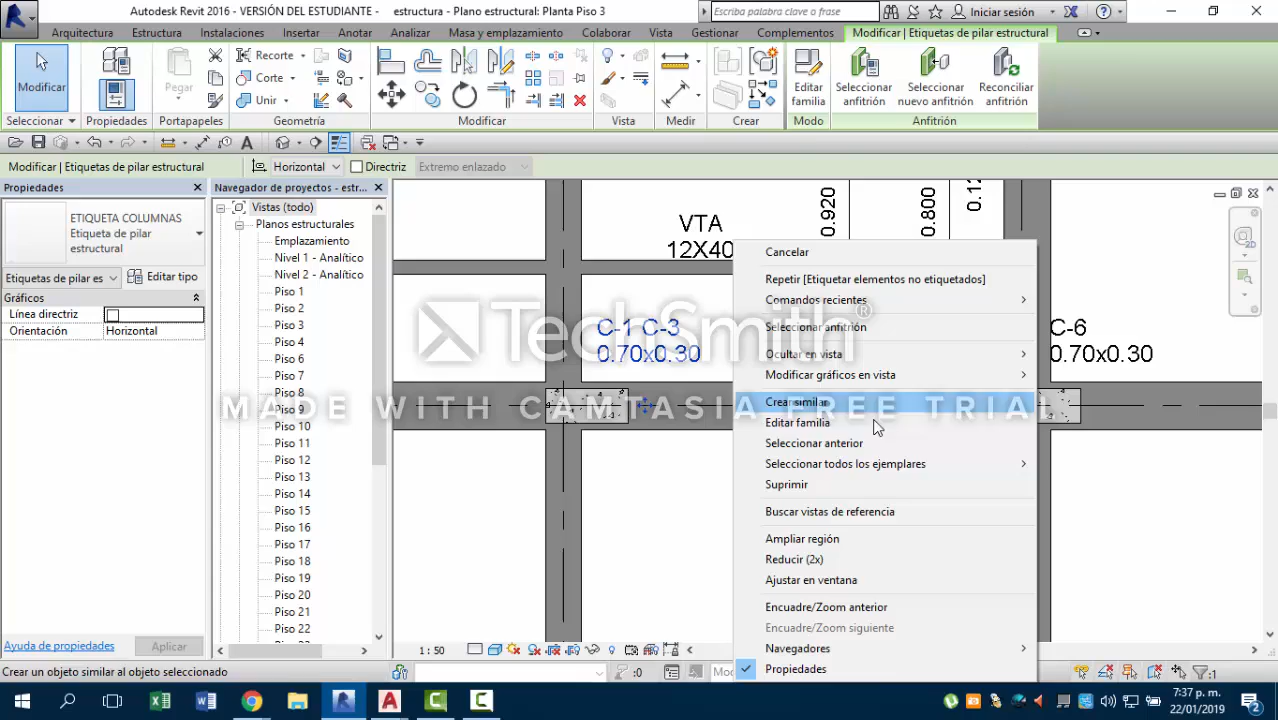 Autodesk Revit 2016 - VERSIÓN DEL ESTUDIANTE - estructura - Plano estructural: Planta Piso 3
Escriba palabra clave o frase
Iniciar sesión
Arquitectura Estructura Instalaciones Insertar Anotar Analizar Masa y emplazamiento Colaborar Vista Gestionar Complementos Modificar | Etiquetas de pilar estructural
Modificar
Pegar
Recorte
Corte
Unir
Editar familia
Seleccionar anfitrión
Seleccionar nuevo anfitrión
Reconciliar anfitrión
Seleccionar Propiedades Portapapeles Geometría Modificar Vista Medir Crear Modo Anfitrión
Modificar | Etiquetas de pilar estructural
Horizontal
Directriz
Extremo enlazado
Propiedades
ETIQUETA COLUMNAS
Etiqueta de pilar
estructural
Etiquetas de pilar es
Editar tipo
Gráficos
Línea directriz
Orientación Horizontal
Ayuda de propiedades
Aplicar
Navegador de proyectos - estr...
Vistas (todo)
Planos estructurales
Emplazamiento
Nivel 1 - Analítico
Nivel 2 - Analítico
Piso 1
Piso 2
Piso 3
Piso 4
Piso 6
Piso 7
Piso 8
Piso 9
Piso 10
Piso 11
Piso 12
Piso 13
Piso 14
Piso 15
Piso 16
Piso 17
Piso 18
Piso 19
Piso 20
Piso 21
Piso 22
VTA
12X40
0.920
0.800
0.12
C-1 C-3
0.70x0.30
C-6
0.70x0.30
TechSmith®
MADE WITH CAMTASIA FREE TRIAL
Cancelar
Repetir [Etiquetar elementos no etiquetados]
Comandos recientes
Seleccionar anfitrión
Ocultar en vista
Modificar gráficos en vista
Crear similar
Editar familia
Seleccionar anterior
Seleccionar todos los ejemplares
Suprimir
Buscar vistas de referencia
Ampliar región
Reducir (2x)
Ajustar en ventana
Encuadre/Zoom anterior
Encuadre/Zoom siguiente
Navegadores
Propiedades
1 : 50
Crear un objeto similar al objeto seleccionado
:0
:1
7:37 p. m.
22/01/2019
2